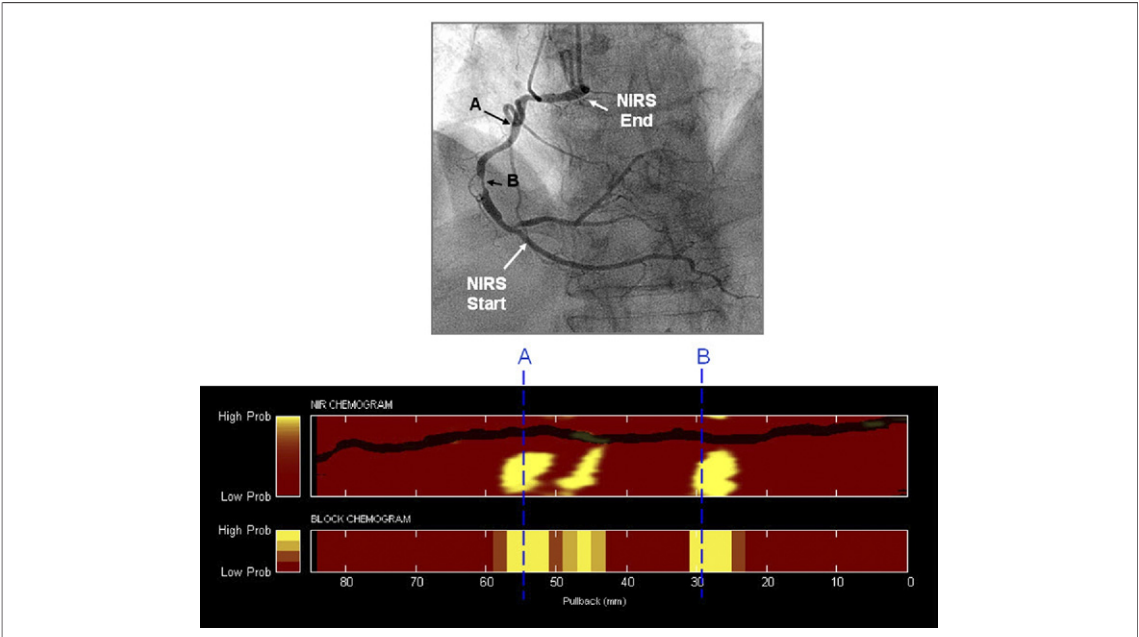 NIRS
End
A
B
NIRS
Start
A
B
NIR CHEMOGRAM
High Prob
Low Prob
BLOCK CHEMOGRAM
High Prob
Low Prob
80 70 60 50 40 30 20 10 0
Pullback (mm)